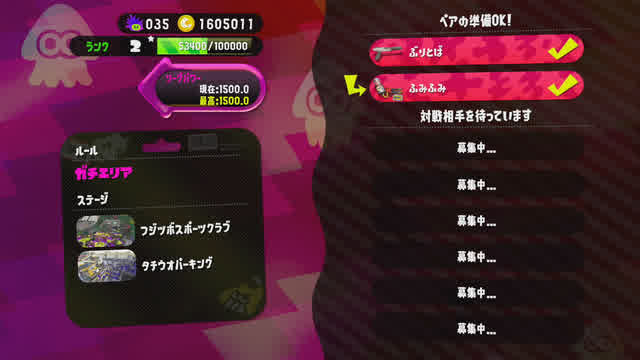 035 1605011
ランク 2 53400/100000
リーグパワー
現在:1500.0
最高:1500.0
ルール
ガチエリア
ステージ
フジツボスポーツクラブ
タチウオパーキング
ペアの準備OK!
ぷりとば
ふみふみ
対戦相手を待っています
募集中...
募集中...
募集中...
募集中...
募集中...
募集中...